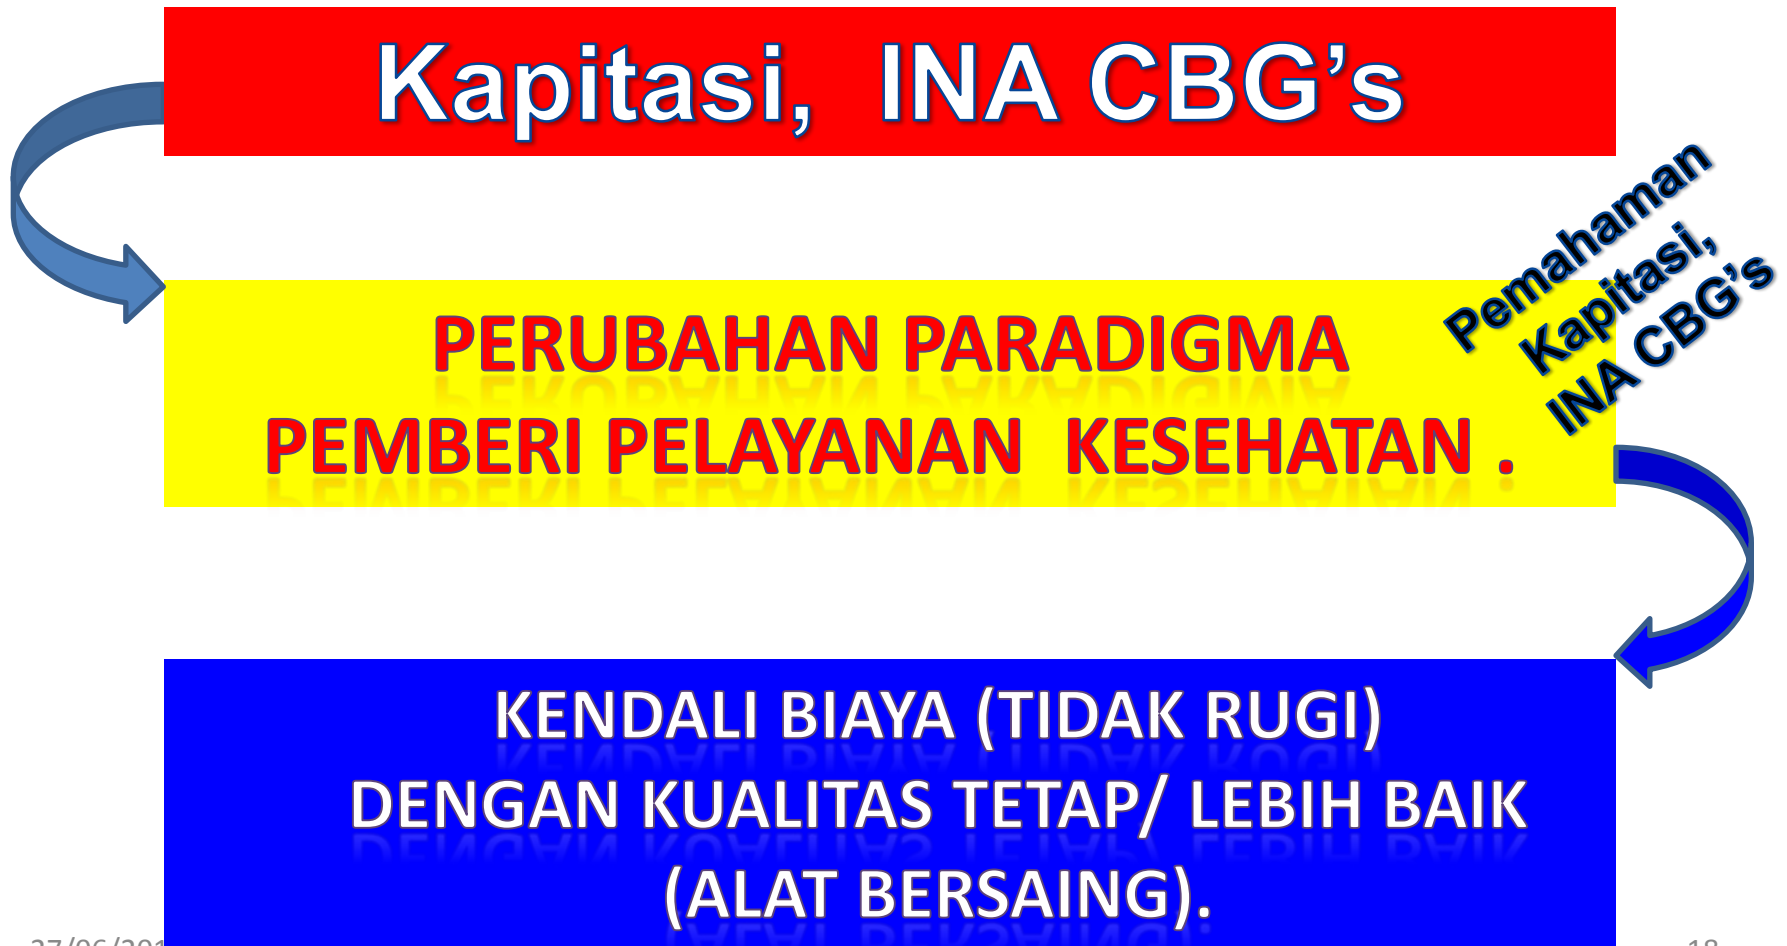 Kapitasi, INA CBG’s
Pemahaman
Kapitasi,
INA CBG’s
PERUBAHAN PARADIGMA
PEMBERI PELAYANAN KESEHATAN .
KENDALI BIAYA (TIDAK RUGI)
DENGAN KUALITAS TETAP/ LEBIH BAIK
(ALAT BERSAING).
18